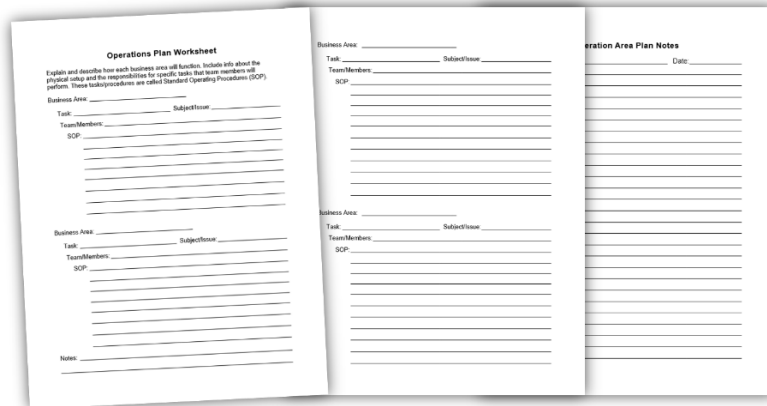 Operations Plan Worksheet
Explain and describe how each business area will function. Include info about the
physical setup and the responsibilities for specific tasks that team members will
perform. These tasks/procedures are called Standard Operating Procedures (SOP).
Business Area:
Task: Subject/Issue:
Team/Members:
SOP:
Business Area:
Task: Subject/Issue:
Team/Members:
SOP:
Notes:
Business Area:
Task: Subject/Issue:
Team/Members:
SOP:
Business Area:
Task: Subject/Issue:
Team/Members:
SOP:
eration Area Plan Notes
Date: